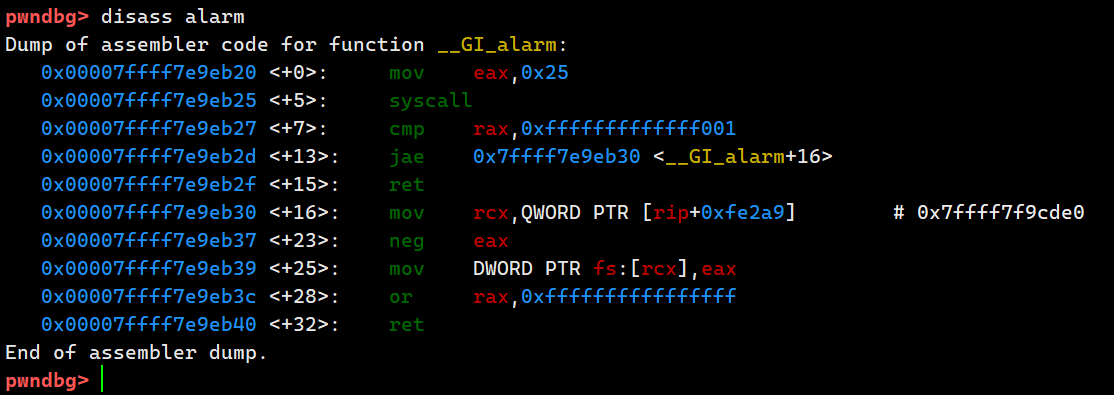 pwndbg> disass alarm
Dump of assembler code for function __GI_alarm:
   0x00007ffff7e9eb20 <+0>:	mov    eax,0x25
   0x00007ffff7e9eb25 <+5>:	syscall
   0x00007ffff7e9eb27 <+7>:	cmp    rax,0xfffffffffffff001
   0x00007ffff7e9eb2d <+13>:	jae    0x7ffff7e9eb30 <__GI_alarm+16>
   0x00007ffff7e9eb2f <+15>:	ret
   0x00007ffff7e9eb30 <+16>:	mov    rcx,QWORD PTR [rip+0xfe2a9]        # 0x7ffff7f9cde0
   0x00007ffff7e9eb37 <+23>:	neg    eax
   0x00007ffff7e9eb39 <+25>:	mov    DWORD PTR fs:[rcx],eax
   0x00007ffff7e9eb3c <+28>:	or     rax,0xffffffffffffffff
   0x00007ffff7e9eb40 <+32>:	ret
End of assembler dump.
pwndbg>